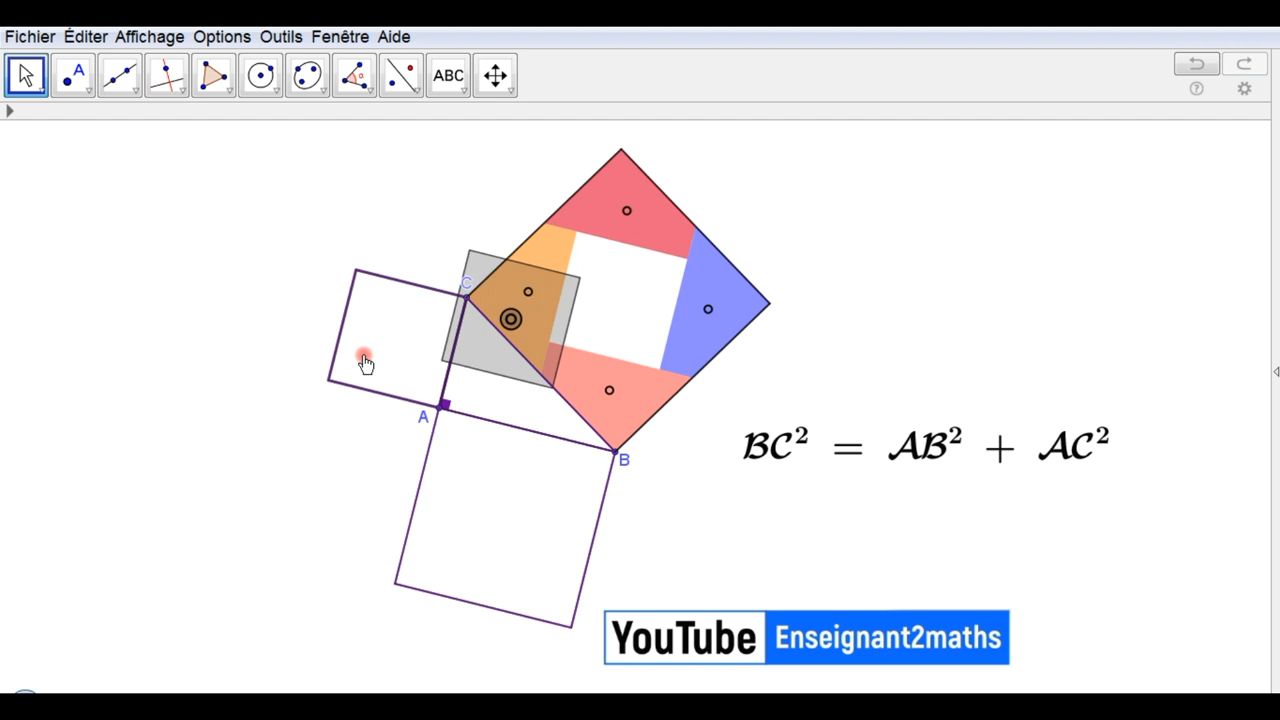 Fichier Éditer Affichage Options Outils Fenêtre Aide
A
ABC
C
A
B
BC² = AB² + AC²
YouTube Enseignant2maths